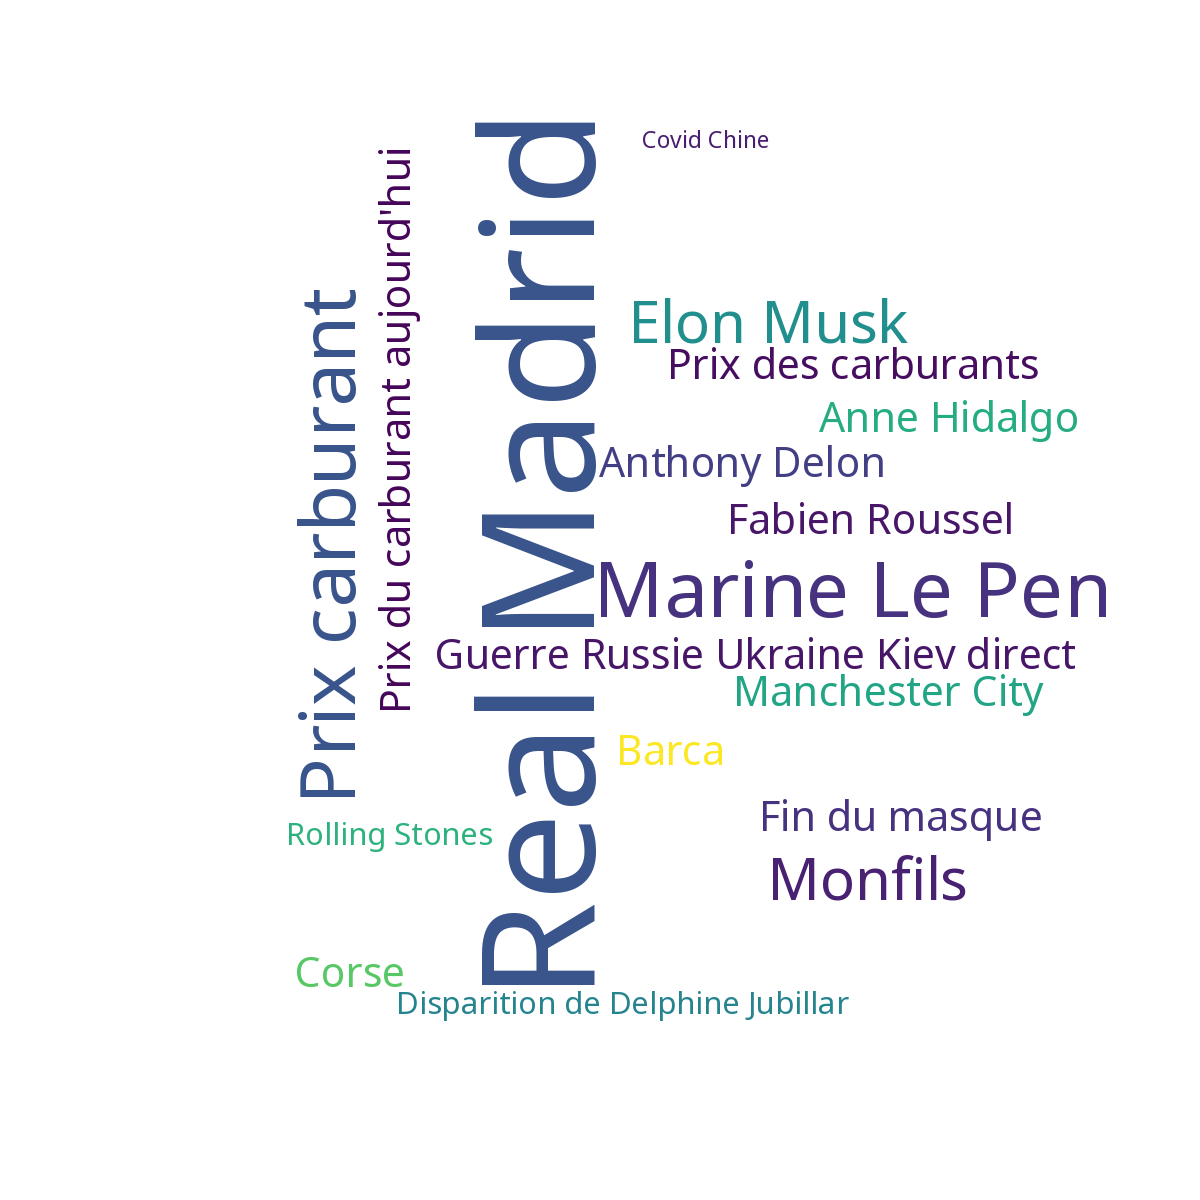 Covid Chine
Prix carburant
Prix du carburant aujourd'hui
Real Madrid
Elon Musk
Prix des carburants
Anne Hidalgo
Anthony Delon
Fabien Roussel
Marine Le Pen
Guerre Russie Ukraine Kiev direct
Manchester City
Barca
Fin du masque
Rolling Stones
Monfils
Corse
Disparition de Delphine Jubillar